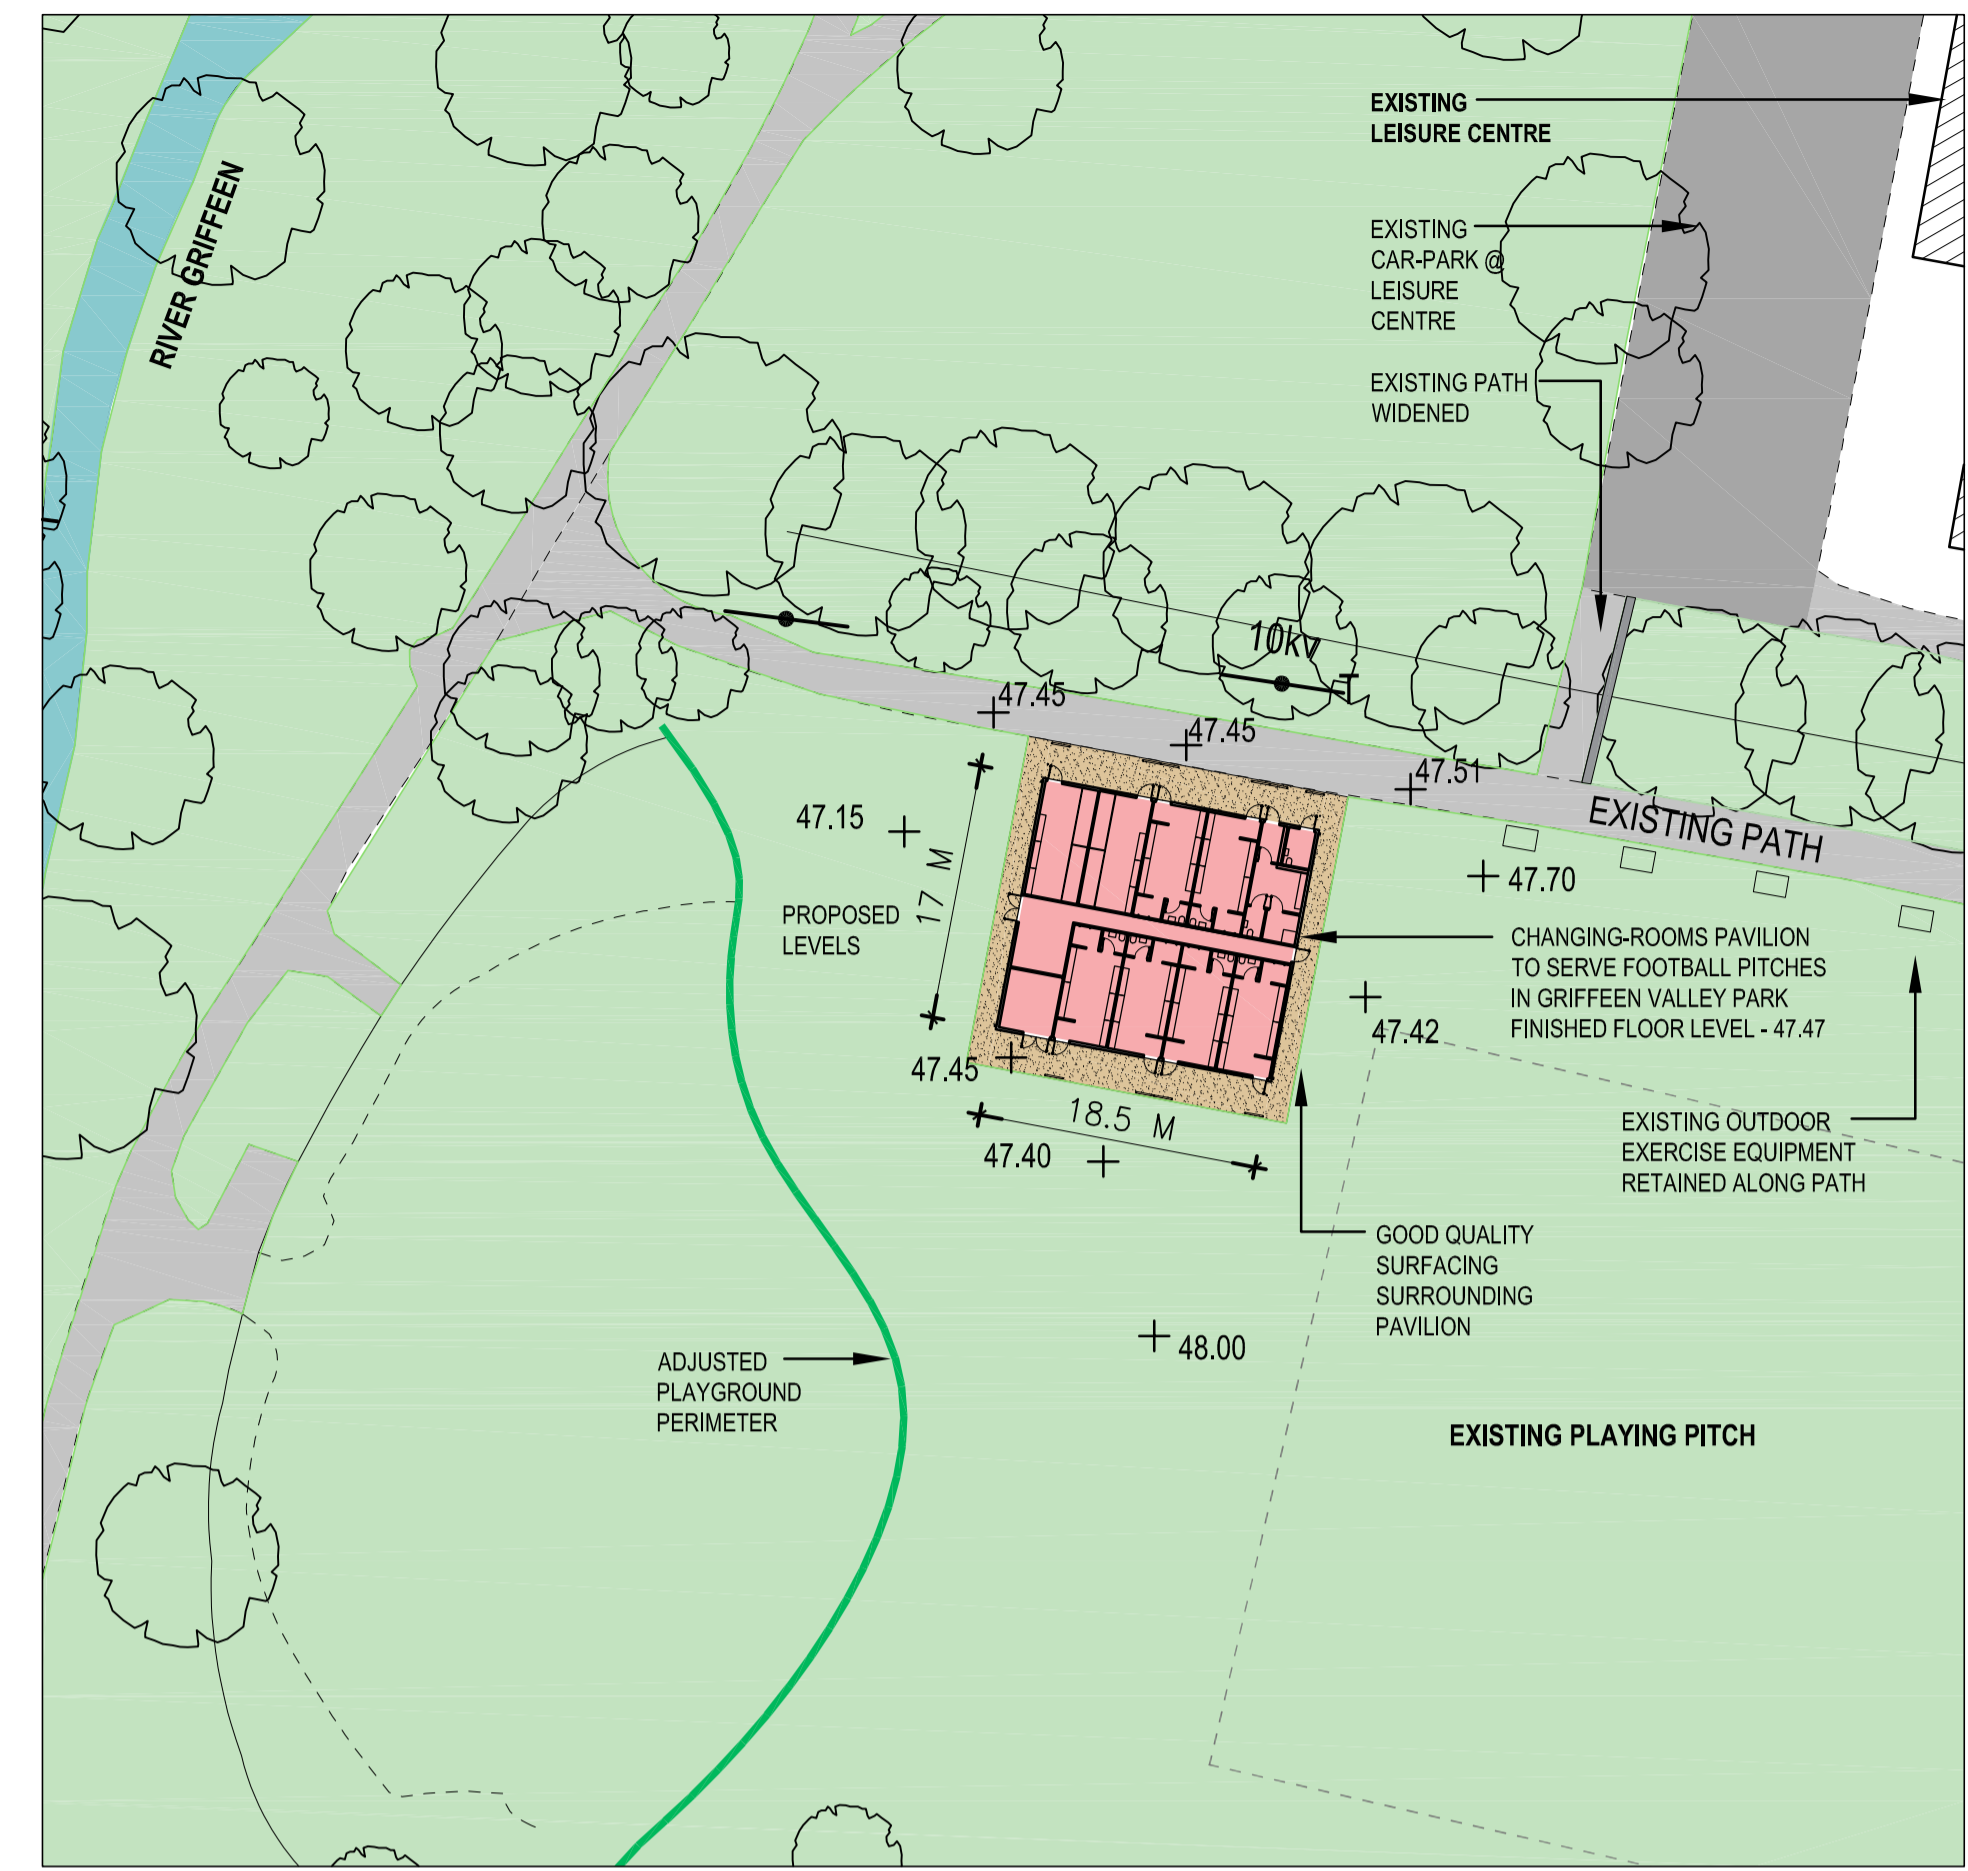 EXISTING
LEISURE CENTRE
RIVER GRIFFEEN
EXISTING
CAR-PARK @
LEISURE
CENTRE
EXISTING PATH
WIDENED
10kv
T
47.45
47.45
47.51
EXISTING PATH
47.15
47.70
17 M
PROPOSED
LEVELS
CHANGING-ROOMS PAVILION
TO SERVE FOOTBALL PITCHES
IN GRIFFEEN VALLEY PARK
FINISHED FLOOR LEVEL - 47.47
47.42
47.45
18.5 M
47.40
EXISTING OUTDOOR
EXERCISE EQUIPMENT
RETAINED ALONG PATH
GOOD QUALITY
SURFACING
SURROUNDING
PAVILION
48.00
ADJUSTED
PLAYGROUND
PERIMETER
EXISTING PLAYING PITCH